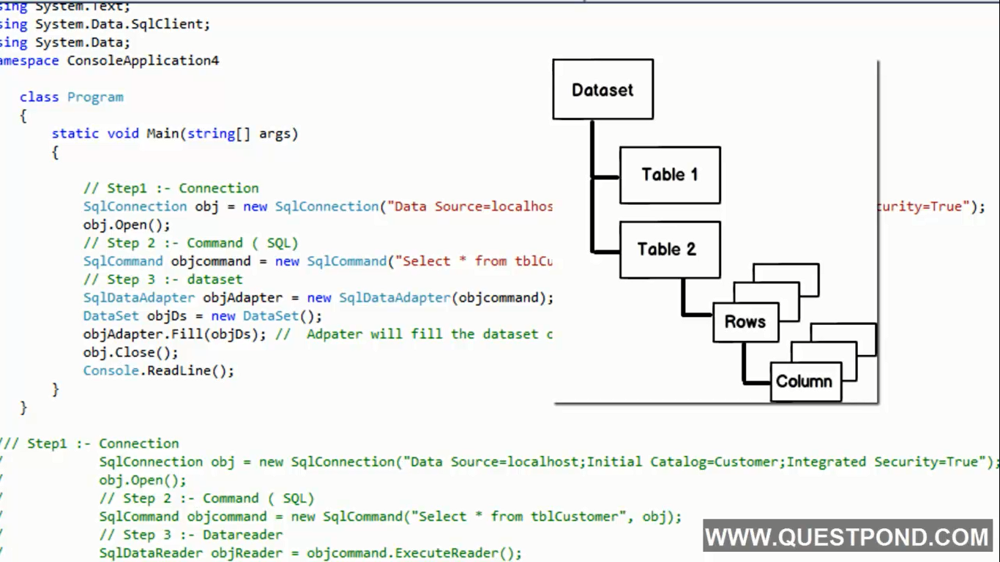 sing System.Text;
sing System.Data.SqlClient;
sing System.Data;
amespace ConsoleApplication4
class Program
{
static void Main(string[] args)
{
// Step1 :- Connection
SqlConnection obj = new SqlConnection("Data Source=localhos
curity=True");
obj.Open();
// Step 2 :- Command ( SQL)
SqlCommand objcommand = new SqlCommand("Select * from tblCu
// Step 3 :- dataset
SqlDataAdapter objAdapter = new SqlDataAdapter(objcommand);
DataSet objDs = new DataSet();
objAdapter.Fill(objDs); //  Adpater will fill the dataset o
obj.Close();
Console.ReadLine();
}
}
Dataset
Table 1
Table 2
Rows
Column
/// Step1 :- Connection
/ SqlConnection obj = new SqlConnection("Data Source=localhost;Initial Catalog=Customer;Integrated Security=True");
/ obj.Open();
/ // Step 2 :- Command ( SQL)
/ SqlCommand objcommand = new SqlCommand("Select * from tblCustomer", obj);
/ // Step 3 :- Datareader
/ SqlDataReader objReader = objcommand.ExecuteReader();
WWW.QUESTPOND.COM